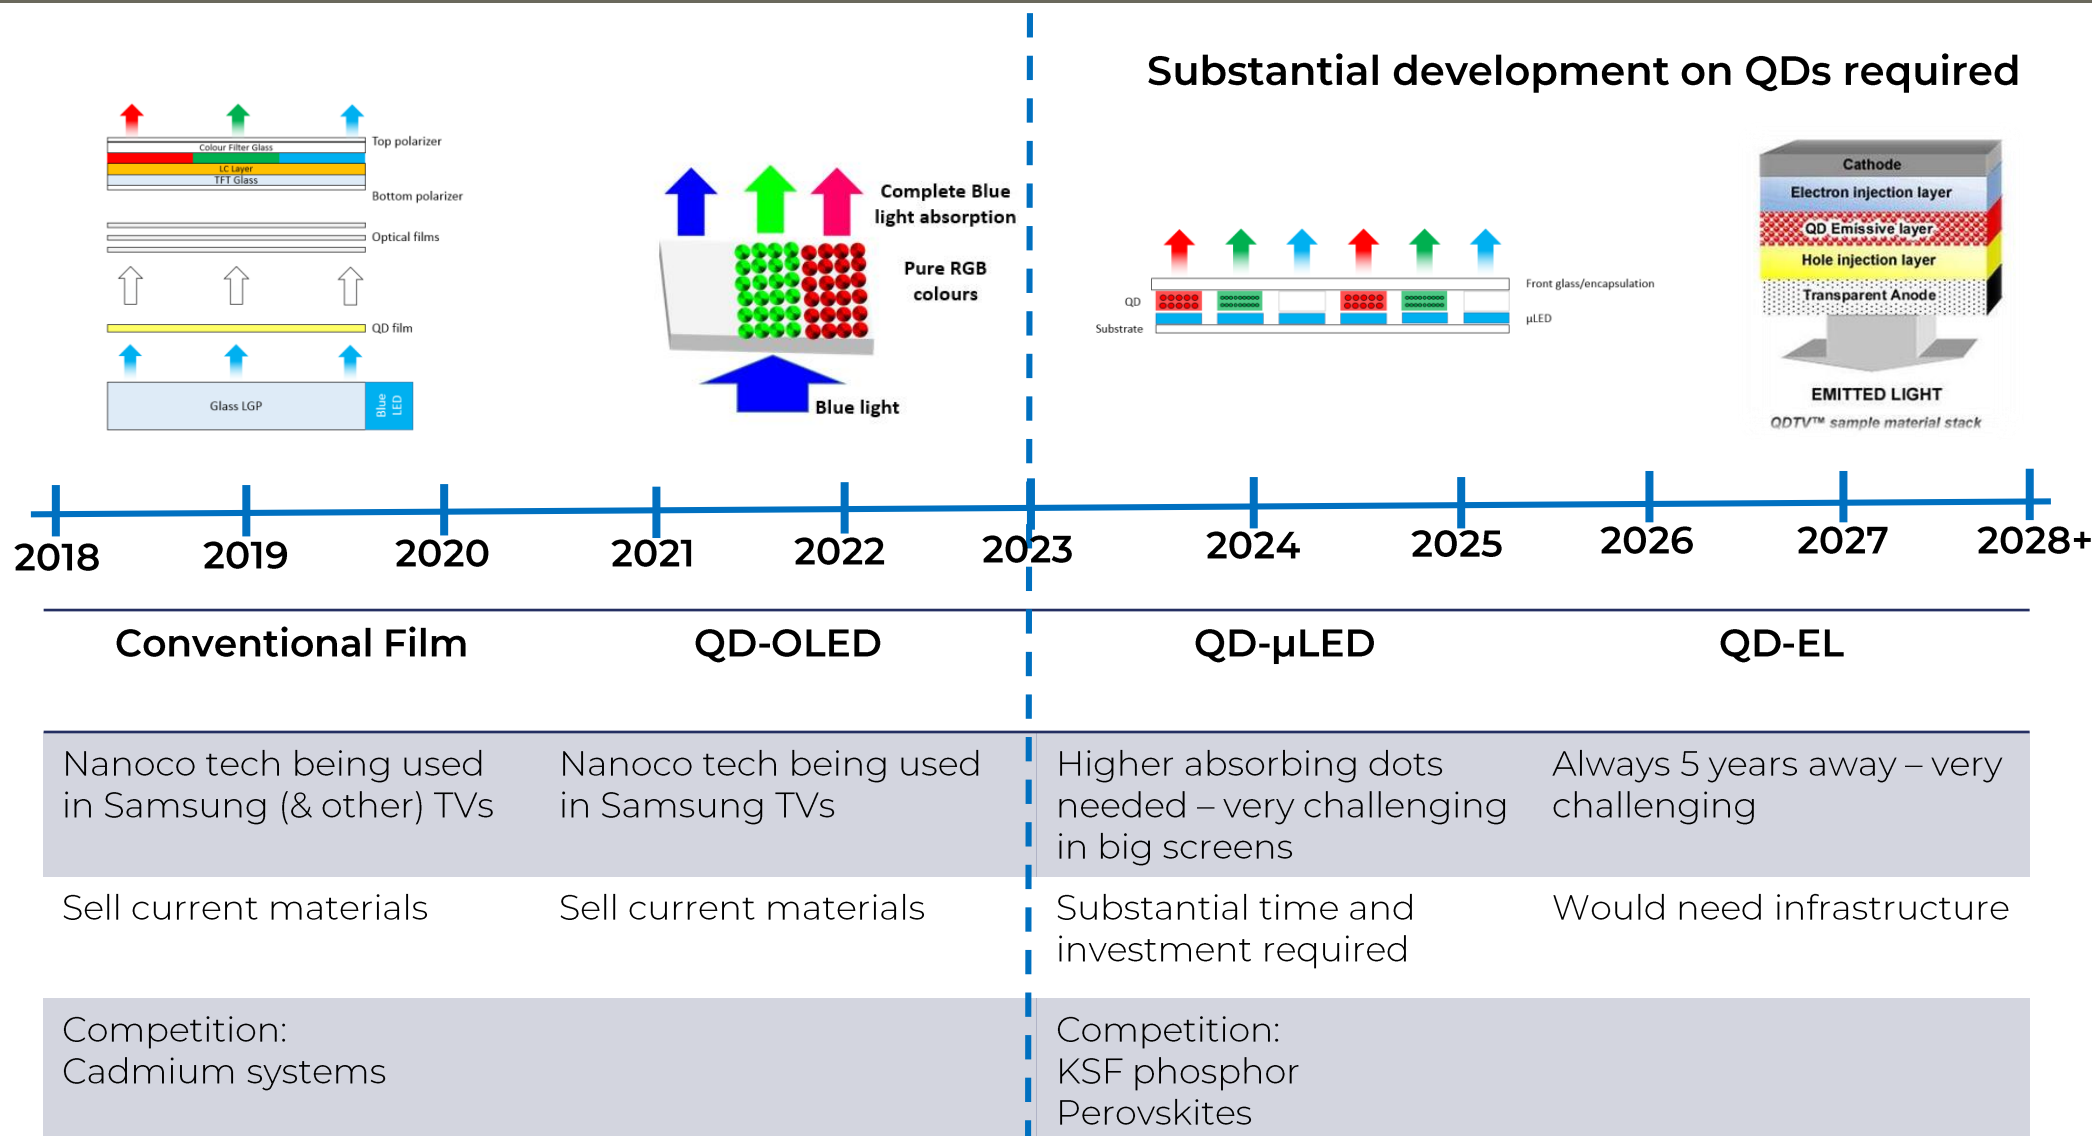 Substantial development on QDs required
Top polarizer
Colour Filter Glass
LC Layer
TFT Glass
Bottom polarizer
Optical films
QD film
Glass LGP
Blue
LED
Complete Blue
light absorption
Pure RGB
colours
Blue light
Front glass/encapsulation
QD
µLED
Substrate
Cathode
Electron injection layer
QD Emissive layer
Hole injection layer
Transparent Anode
EMITTED LIGHT
QDTV™ sample material stack
2018 2019 2020 2021 2022 2023 2024 2025 2026 2027 2028+
Conventional Film
QD-OLED
QD-µLED
QD-EL
Nanoco tech being used
in Samsung (& other) TVs
Nanoco tech being used
in Samsung TVs
Higher absorbing dots
needed – very challenging
in big screens
Always 5 years away – very
challenging
Sell current materials
Sell current materials
Substantial time and
investment required
Would need infrastructure
Competition:
Cadmium systems
Competition:
KSF phosphor
Perovskites